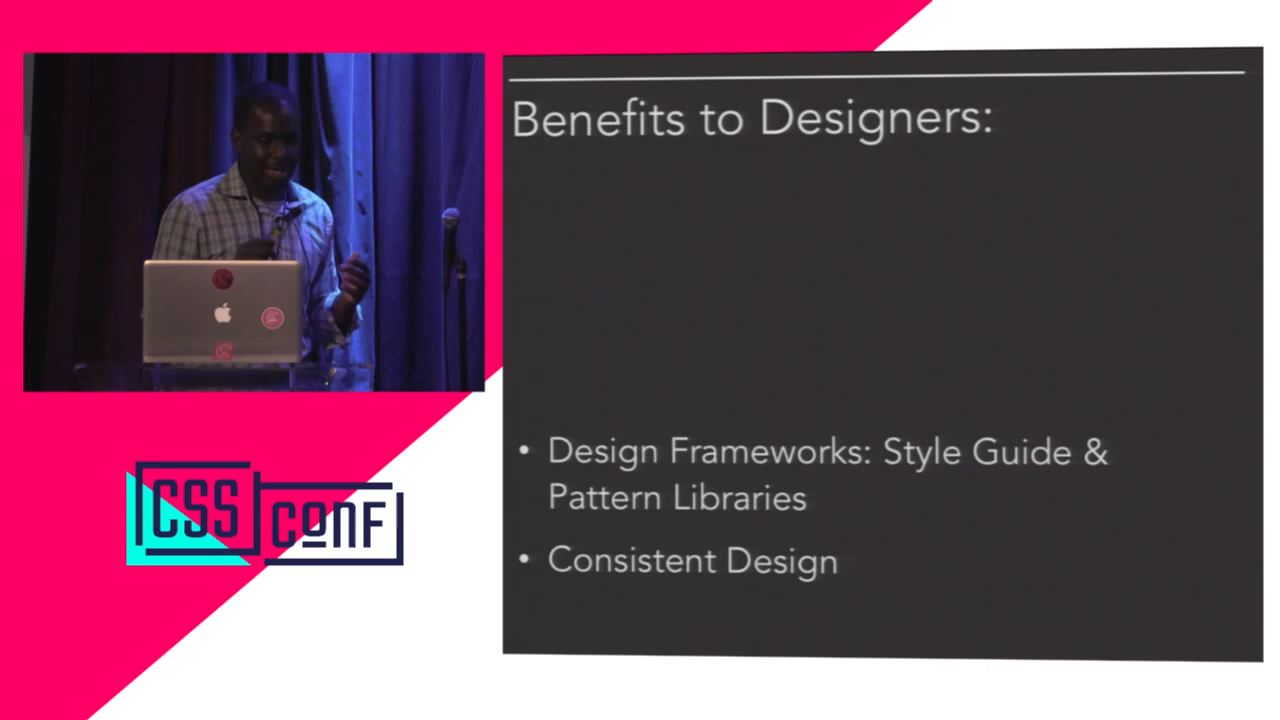 Benefits to Designers:
• Design Frameworks: Style Guide &
Pattern Libraries
• Consistent Design
CSS
CONF